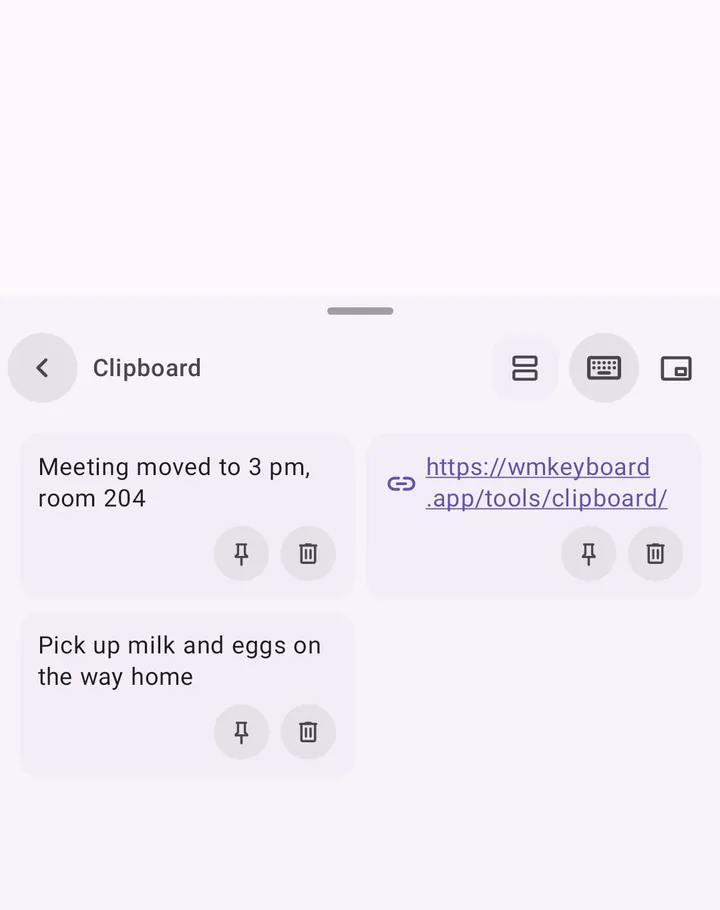 Clipboard
Meeting moved to 3 pm,
room 204
https://wmkeyboard
.app/tools/clipboard/
Pick up milk and eggs on
the way home